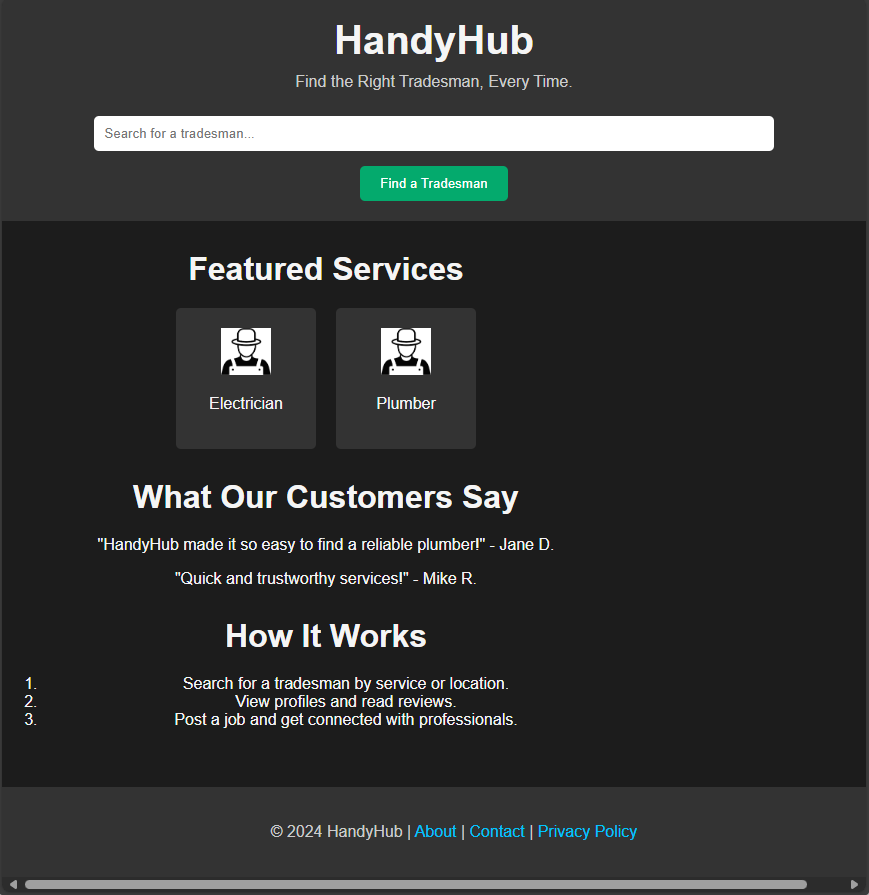 HandyHub
Find the Right Tradesman, Every Time.
Search for a tradesman...
Find a Tradesman
Featured Services
Electrician
Plumber
What Our Customers Say
"HandyHub made it so easy to find a reliable plumber!" - Jane D.
"Quick and trustworthy services!" - Mike R.
How It Works
1. Search for a tradesman by service or location.
2. View profiles and read reviews.
3. Post a job and get connected with professionals.
© 2024 HandyHub | About | Contact | Privacy Policy